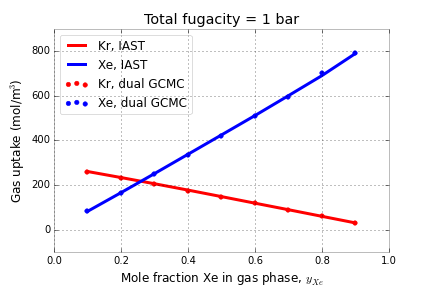 Total fugacity = 1 bar
Kr, IAST
Xe, IAST
Kr, dual GCMC
Xe, dual GCMC
Gas uptake (mol/m³)
800
600
400
200
0
0.0 0.2 0.4 0.6 0.8 1.0
Mole fraction Xe in gas phase, y_{Xe}